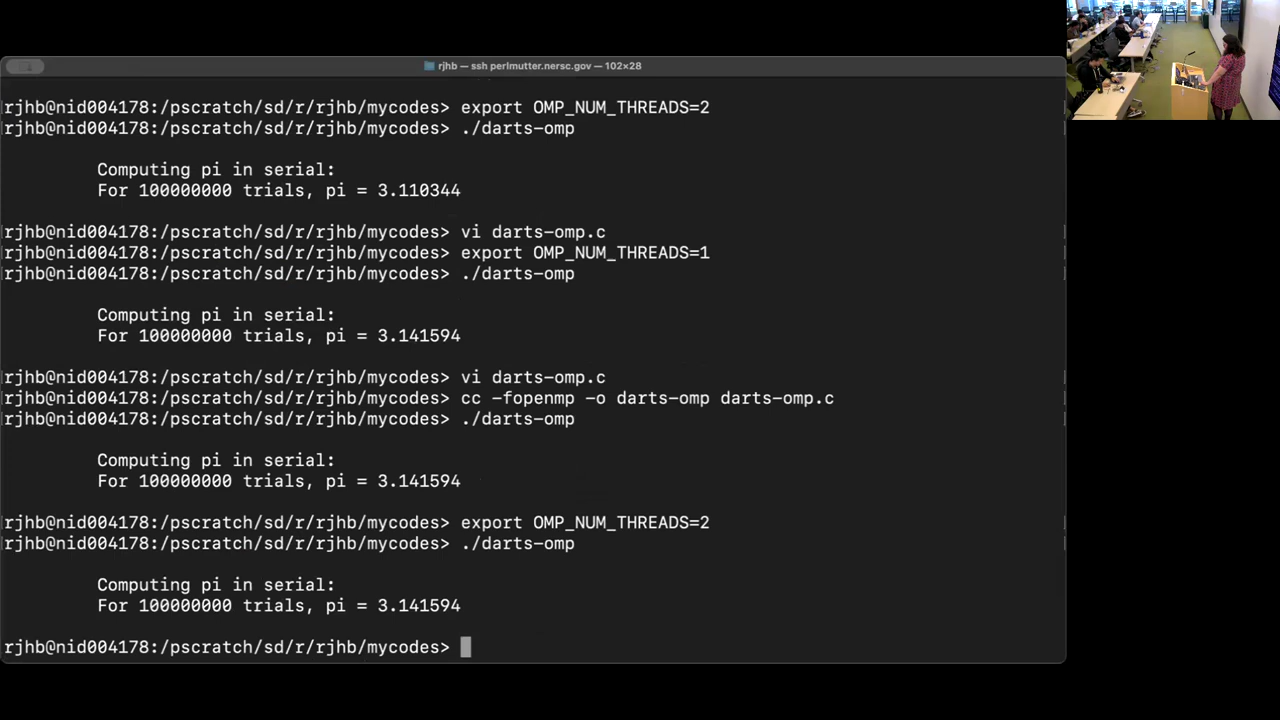 rjhb — ssh perlmutter.nersc.gov — 102×28
rjhb@nid004178:/pscratch/sd/r/rjhb/mycodes> export OMP_NUM_THREADS=2
rjhb@nid004178:/pscratch/sd/r/rjhb/mycodes> ./darts-omp
Computing pi in serial:
For 100000000 trials, pi = 3.110344
rjhb@nid004178:/pscratch/sd/r/rjhb/mycodes> vi darts-omp.c
rjhb@nid004178:/pscratch/sd/r/rjhb/mycodes> export OMP_NUM_THREADS=1
rjhb@nid004178:/pscratch/sd/r/rjhb/mycodes> ./darts-omp
Computing pi in serial:
For 100000000 trials, pi = 3.141594
rjhb@nid004178:/pscratch/sd/r/rjhb/mycodes> vi darts-omp.c
rjhb@nid004178:/pscratch/sd/r/rjhb/mycodes> cc -fopenmp -o darts-omp darts-omp.c
rjhb@nid004178:/pscratch/sd/r/rjhb/mycodes> ./darts-omp
Computing pi in serial:
For 100000000 trials, pi = 3.141594
rjhb@nid004178:/pscratch/sd/r/rjhb/mycodes> export OMP_NUM_THREADS=2
rjhb@nid004178:/pscratch/sd/r/rjhb/mycodes> ./darts-omp
Computing pi in serial:
For 100000000 trials, pi = 3.141594
rjhb@nid004178:/pscratch/sd/r/rjhb/mycodes>